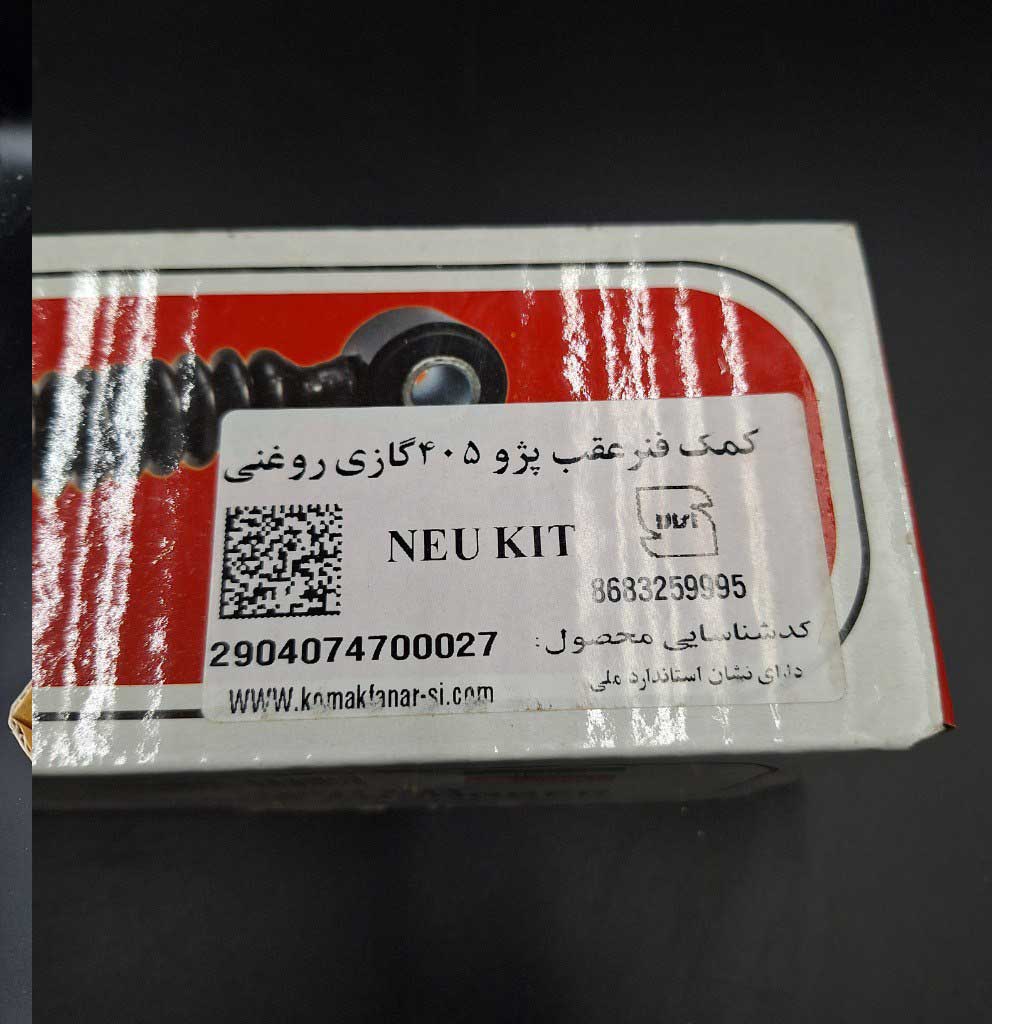 کمک فنر عقب پژو ۴۰۵ گازی روغنی
NEU KIT
8683259995
کدشناسایی محصول:
2904074700027
دارای نشان استاندارد ملی
WWW.komakfanar-si.com